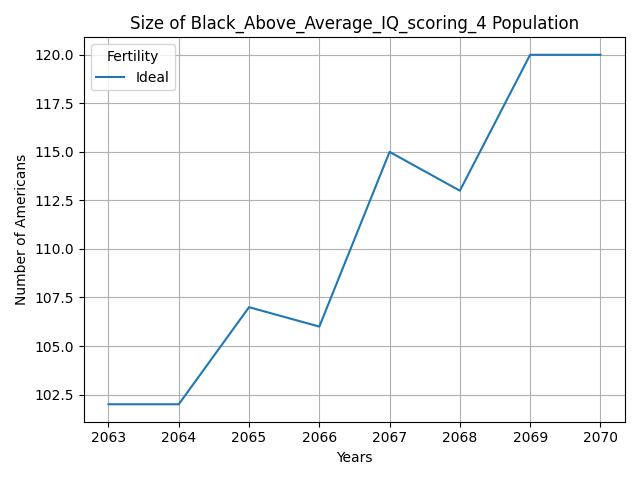 Size of Black_Above_Average_IQ_scoring_4 Population
Fertility
Ideal
Number of Americans
120.0
117.5
115.0
112.5
110.0
107.5
105.0
102.5
2063 2064 2065 2066 2067 2068 2069 2070
Years